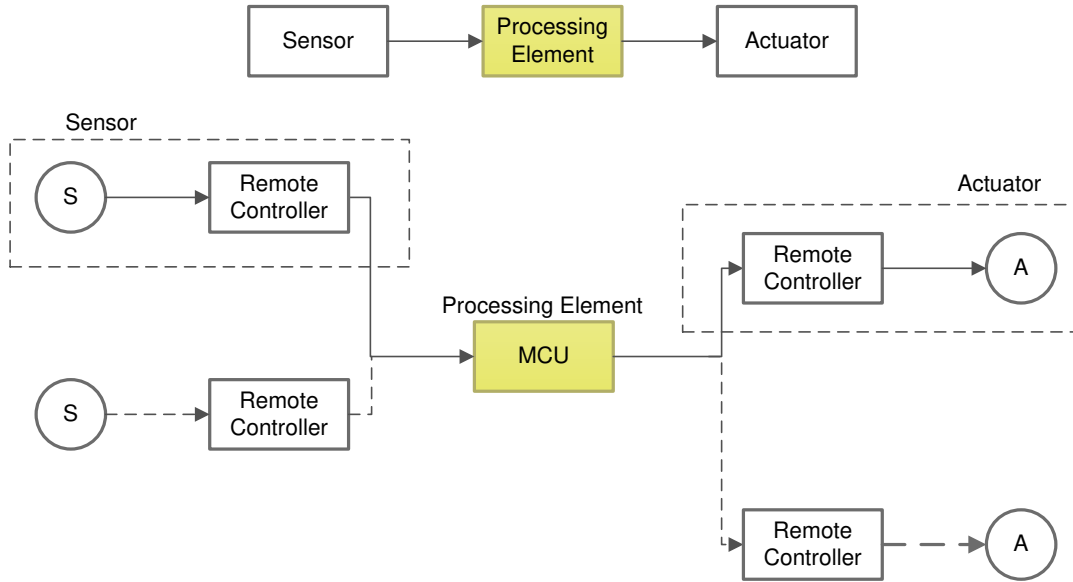 Sensor
Processing
Element
Actuator
Sensor
S
Remote
Controller
Actuator
Remote
Controller
A
Processing Element
MCU
S
Remote
Controller
Remote
Controller
A